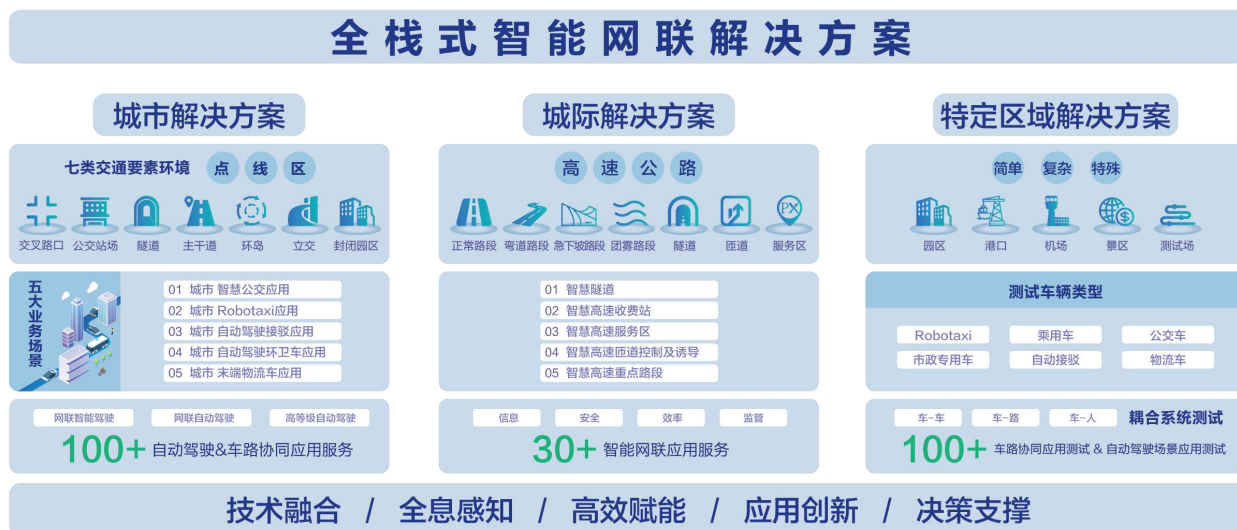 全栈式智能网联解决方案
城市解决方案
七类交通要素环境 点 线 区
交叉路口 公交站场 隧道 主干道 环岛 立交 封闭园区
五大业务场景
01 城市 智慧公交应用
02 城市 Robotaxi应用
03 城市 自动驾驶接驳应用
04 城市 自动驾驶环卫车应用
05 城市 末端物流车应用
网联智能驾驶 网联自动驾驶 高等级自动驾驶
100+ 自动驾驶&车路协同应用服务
城际解决方案
高 速 公 路
正常路段 弯道路段 急下坡路段 团雾路段 隧道 匝道 服务区
01 智慧隧道
02 智慧高速收费站
03 智慧高速服务区
04 智慧高速匝道控制及诱导
05 智慧高速重点路段
信息 安全 效率 监管
30+ 智能网联应用服务
特定区域解决方案
简单 复杂 特殊
园区 港口 机场 景区 测试场
测试车辆类型
Robotaxi 乘用车 公交车
市政专用车 自动接驳 物流车
车-车 车-路 车-人 耦合系统测试
100+ 车路协同应用测试 & 自动驾驶场景应用测试
技术融合 / 全息感知 / 高效赋能 / 应用创新 / 决策支撑